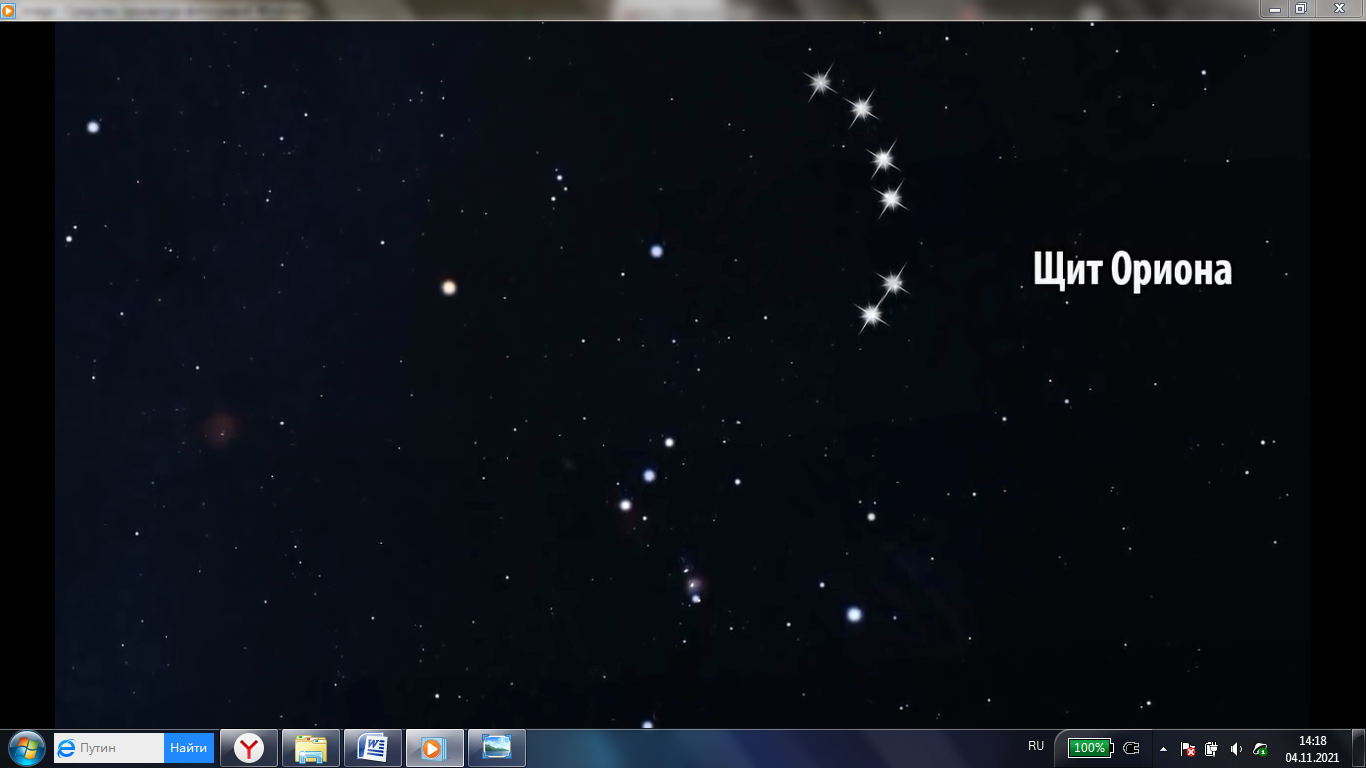 Щит Ориона
Путин
Найти
RU
100%
14:18
04.11.2021